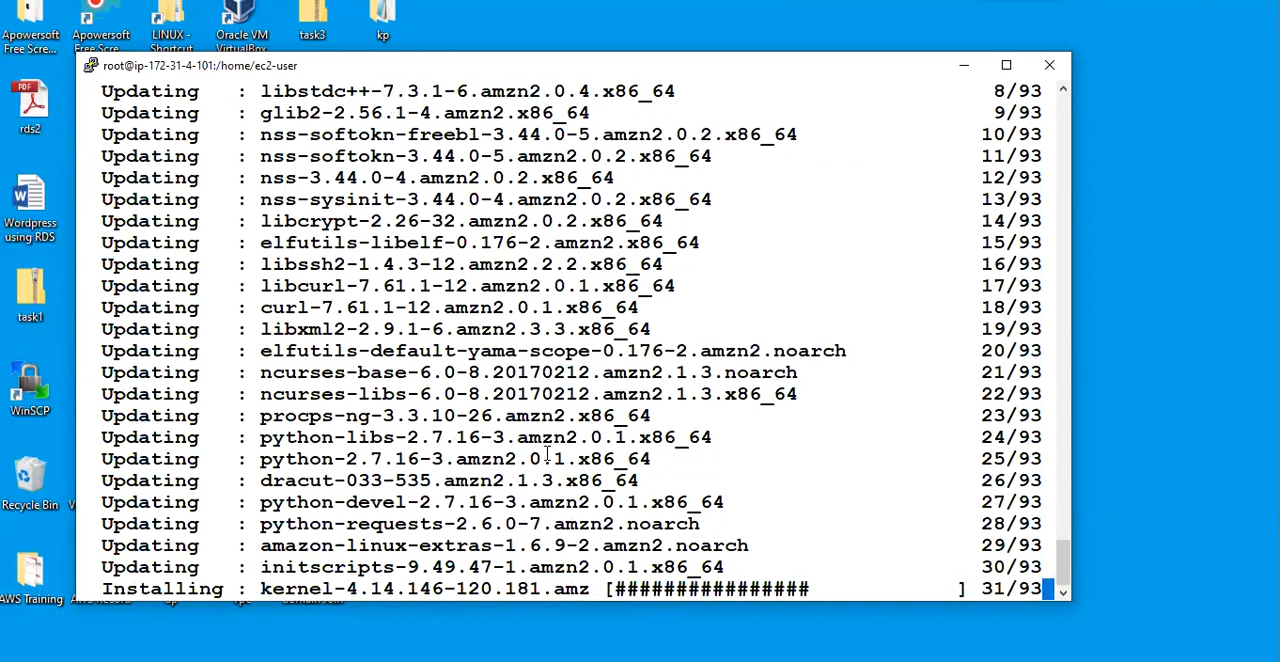 Apowersoft
Free Scre...
Apowersoft
Free Scre...
LINUX -
Shortcut
Oracle VM
VirtualBox
task3
kp
root@ip-172-31-4-101:/home/ec2-user
Updating : libstdc++-7.3.1-6.amzn2.0.4.x86_64 8/93
Updating : glib2-2.56.1-4.amzn2.x86_64 9/93
Updating : nss-softokn-freebl-3.44.0-5.amzn2.0.2.x86_64 10/93
Updating : nss-softokn-3.44.0-5.amzn2.0.2.x86_64 11/93
Updating : nss-3.44.0-4.amzn2.0.2.x86_64 12/93
Updating : nss-sysinit-3.44.0-4.amzn2.0.2.x86_64 13/93
Updating : libcrypt-2.26-32.amzn2.0.2.x86_64 14/93
Updating : elfutils-libelf-0.176-2.amzn2.x86_64 15/93
Updating : libssh2-1.4.3-12.amzn2.2.2.x86_64 16/93
Updating : libcurl-7.61.1-12.amzn2.0.1.x86_64 17/93
Updating : curl-7.61.1-12.amzn2.0.1.x86_64 18/93
Updating : libxml2-2.9.1-6.amzn2.3.3.x86_64 19/93
Updating : elfutils-default-yama-scope-0.176-2.amzn2.noarch 20/93
Updating : ncurses-base-6.0-8.20170212.amzn2.1.3.noarch 21/93
Updating : ncurses-libs-6.0-8.20170212.amzn2.1.3.x86_64 22/93
Updating : procps-ng-3.3.10-26.amzn2.x86_64 23/93
Updating : python-libs-2.7.16-3.amzn2.0.1.x86_64 24/93
Updating : python-2.7.16-3.amzn2.0.1.x86_64 25/93
Updating : dracut-033-535.amzn2.1.3.x86_64 26/93
Updating : python-devel-2.7.16-3.amzn2.0.1.x86_64 27/93
Updating : python-requests-2.6.0-7.amzn2.noarch 28/93
Updating : amazon-linux-extras-1.6.9-2.amzn2.noarch 29/93
Updating : initscripts-9.49.47-1.amzn2.0.1.x86_64 30/93
Installing : kernel-4.14.146-120.181.amz [################ ] 31/93
PDF
rds2
Wordpress
using RDS
task1
WinSCP
Recycle Bin
AWS Training